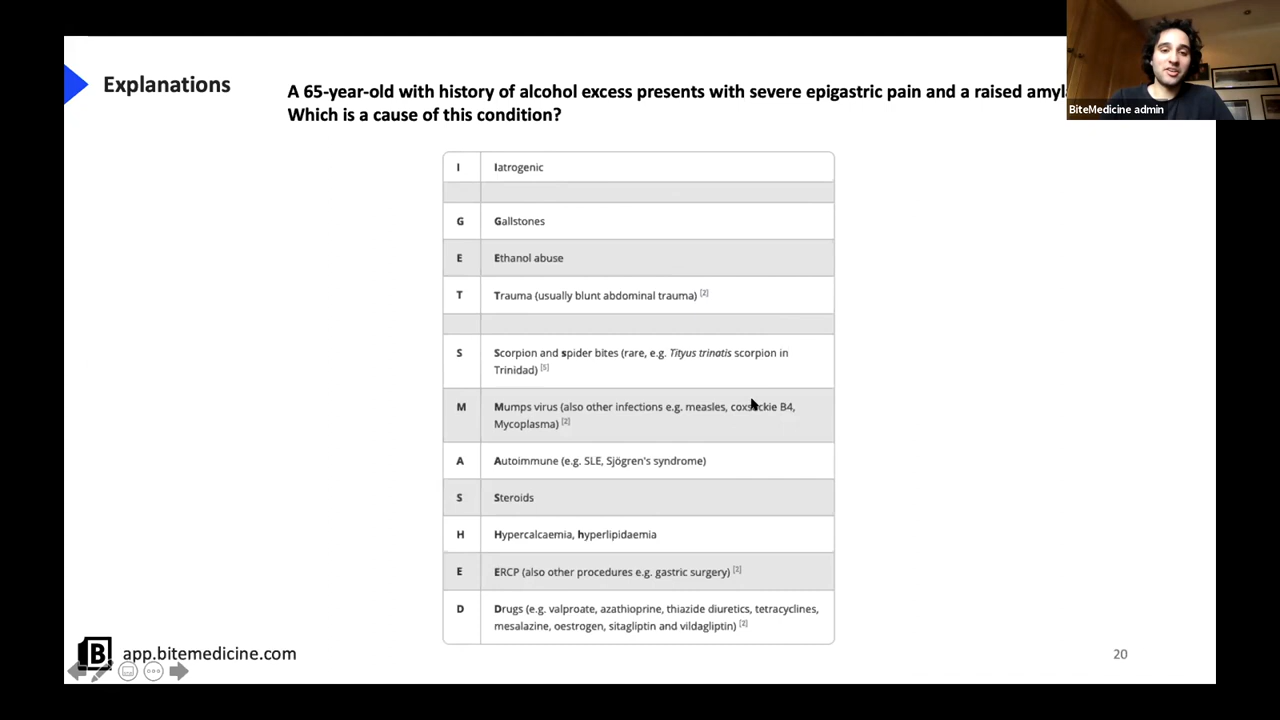 Explanations
A 65-year-old with history of alcohol excess presents with severe epigastric pain and a raised
Which is a cause of this condition?
BiteMedicine admin
I Iatrogenic
G Gallstones
E Ethanol abuse
T Trauma (usually blunt abdominal trauma) [2]
S Scorpion and spider bites (rare, e.g. Tityus trinatis scorpion in
Trinidad) [5]
M Mumps virus (also other infections e.g. measles, coxsackie B4,
Mycoplasma) [2]
A Autoimmune (e.g. SLE, Sjögren's syndrome)
S Steroids
H Hypercalcaemia, hyperlipidaemia
E ERCP (also other procedures e.g. gastric surgery) [2]
D Drugs (e.g. valproate, azathioprine, thiazide diuretics, tetracyclines,
mesalazine, oestrogen, sitagliptin and vildagliptin) [2]
B app.bitemedicine.com
20